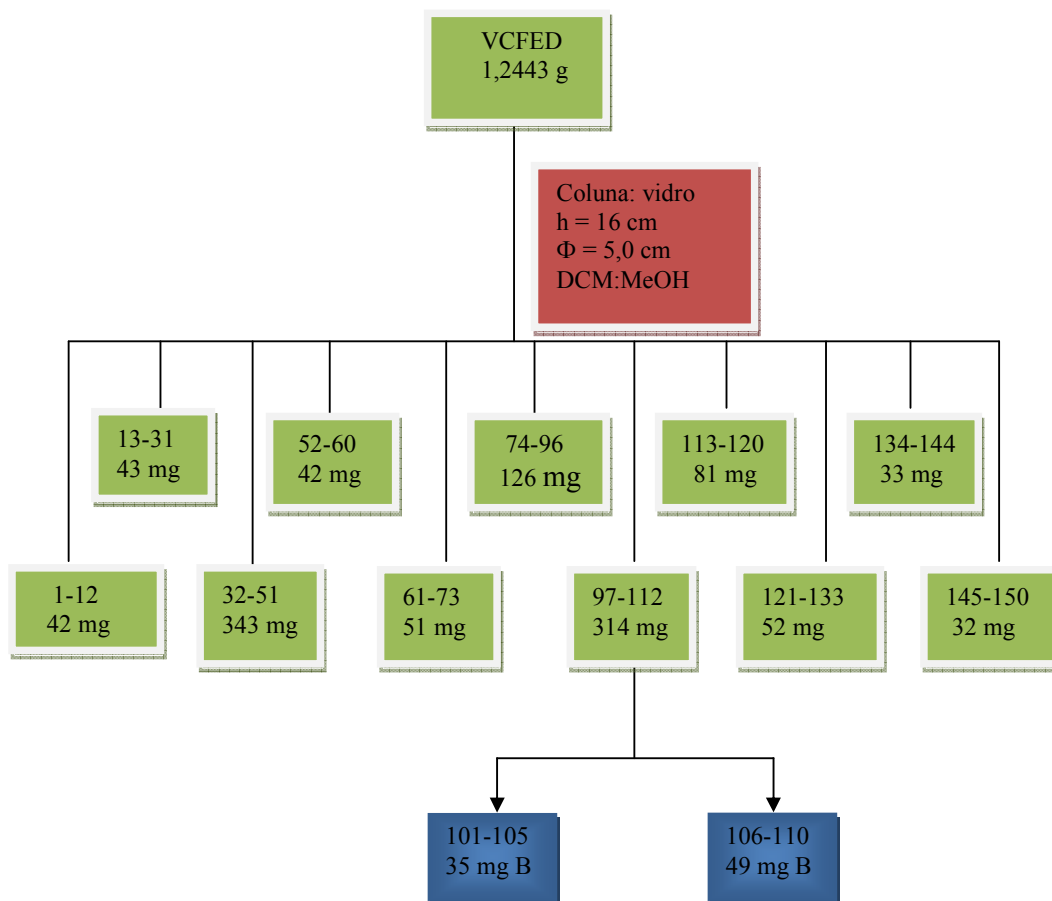 VCFED
1,2443 g
Coluna: vidro
h = 16 cm
Φ = 5,0 cm
DCM:MeOH
13-31
43 mg
52-60
42 mg
74-96
126 mg
113-120
81 mg
134-144
33 mg
1-12
42 mg
32-51
343 mg
61-73
51 mg
97-112
314 mg
121-133
52 mg
145-150
32 mg
101-105
35 mg B
106-110
49 mg B